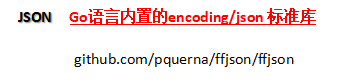 JSON Go语言内置的encoding/json 标准库
github.com/pquerna/ffjson/ffjson